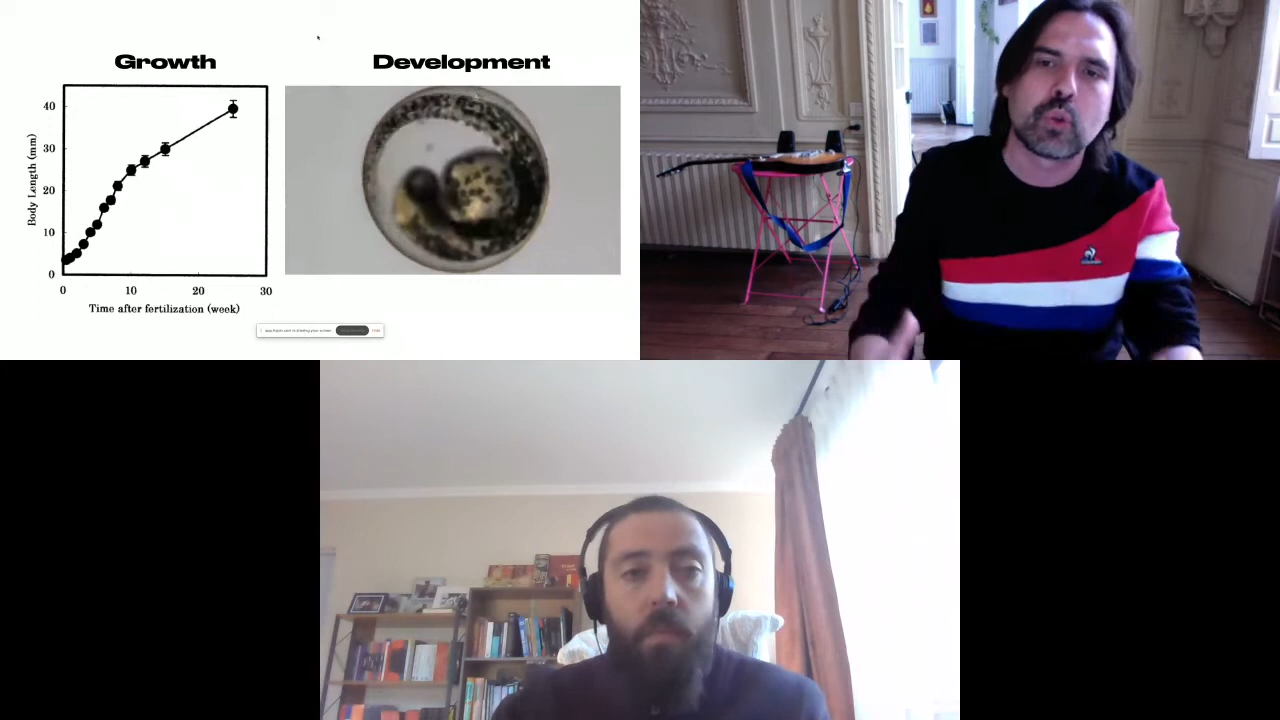 Growth
Development
Body Length (mm)
40
30
20
10
0
0 10 20 30
Time after fertilization (week)